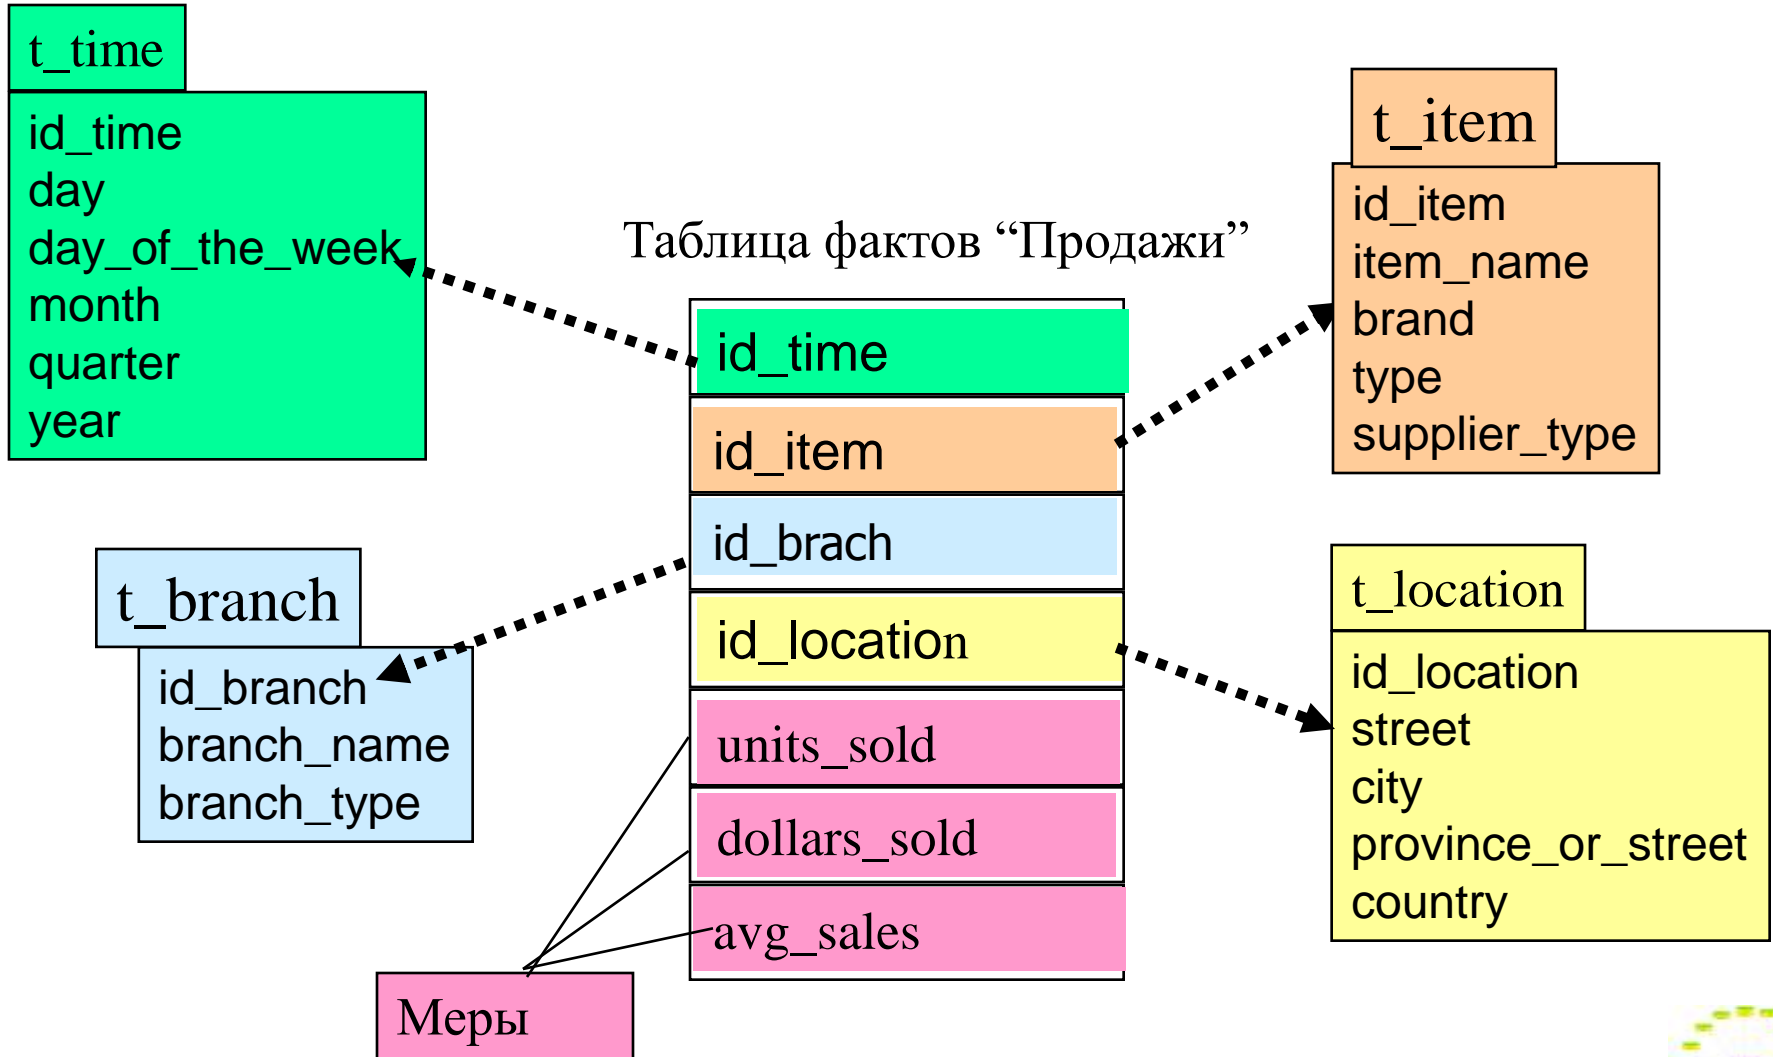 t_time
id_time
day
day_of_the_week
month
quarter
year
Таблица фактов “Продажи”
id_time
id_item
id_brach
id_location
units_sold
dollars_sold
avg_sales
t_item
id_item
item_name
brand
type
supplier_type
t_branch
id_branch
branch_name
branch_type
t_location
id_location
street
city
province_or_street
country
Меры